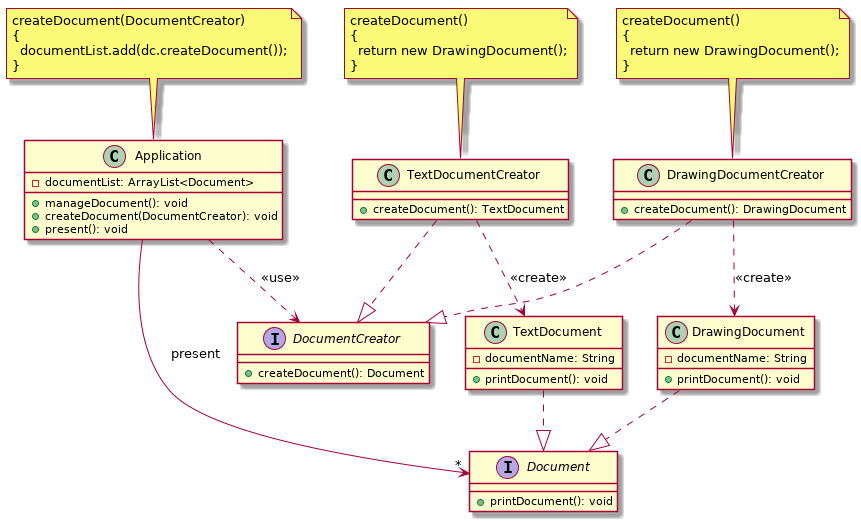 createDocument(DocumentCreator)
{
documentList.add(dc.createDocument());
}
createDocument()
{
return new DrawingDocument();
}
createDocument()
{
return new DrawingDocument();
}
C Application
documentList: ArrayList<Document>
manageDocument(): void
createDocument(DocumentCreator): void
present(): void
C TextDocumentCreator
createDocument(): TextDocument
C DrawingDocumentCreator
createDocument(): DrawingDocument
«use»
«create»
«create»
I DocumentCreator
createDocument(): Document
C TextDocument
documentName: String
printDocument(): void
C DrawingDocument
documentName: String
printDocument(): void
present
*
I Document
printDocument(): void